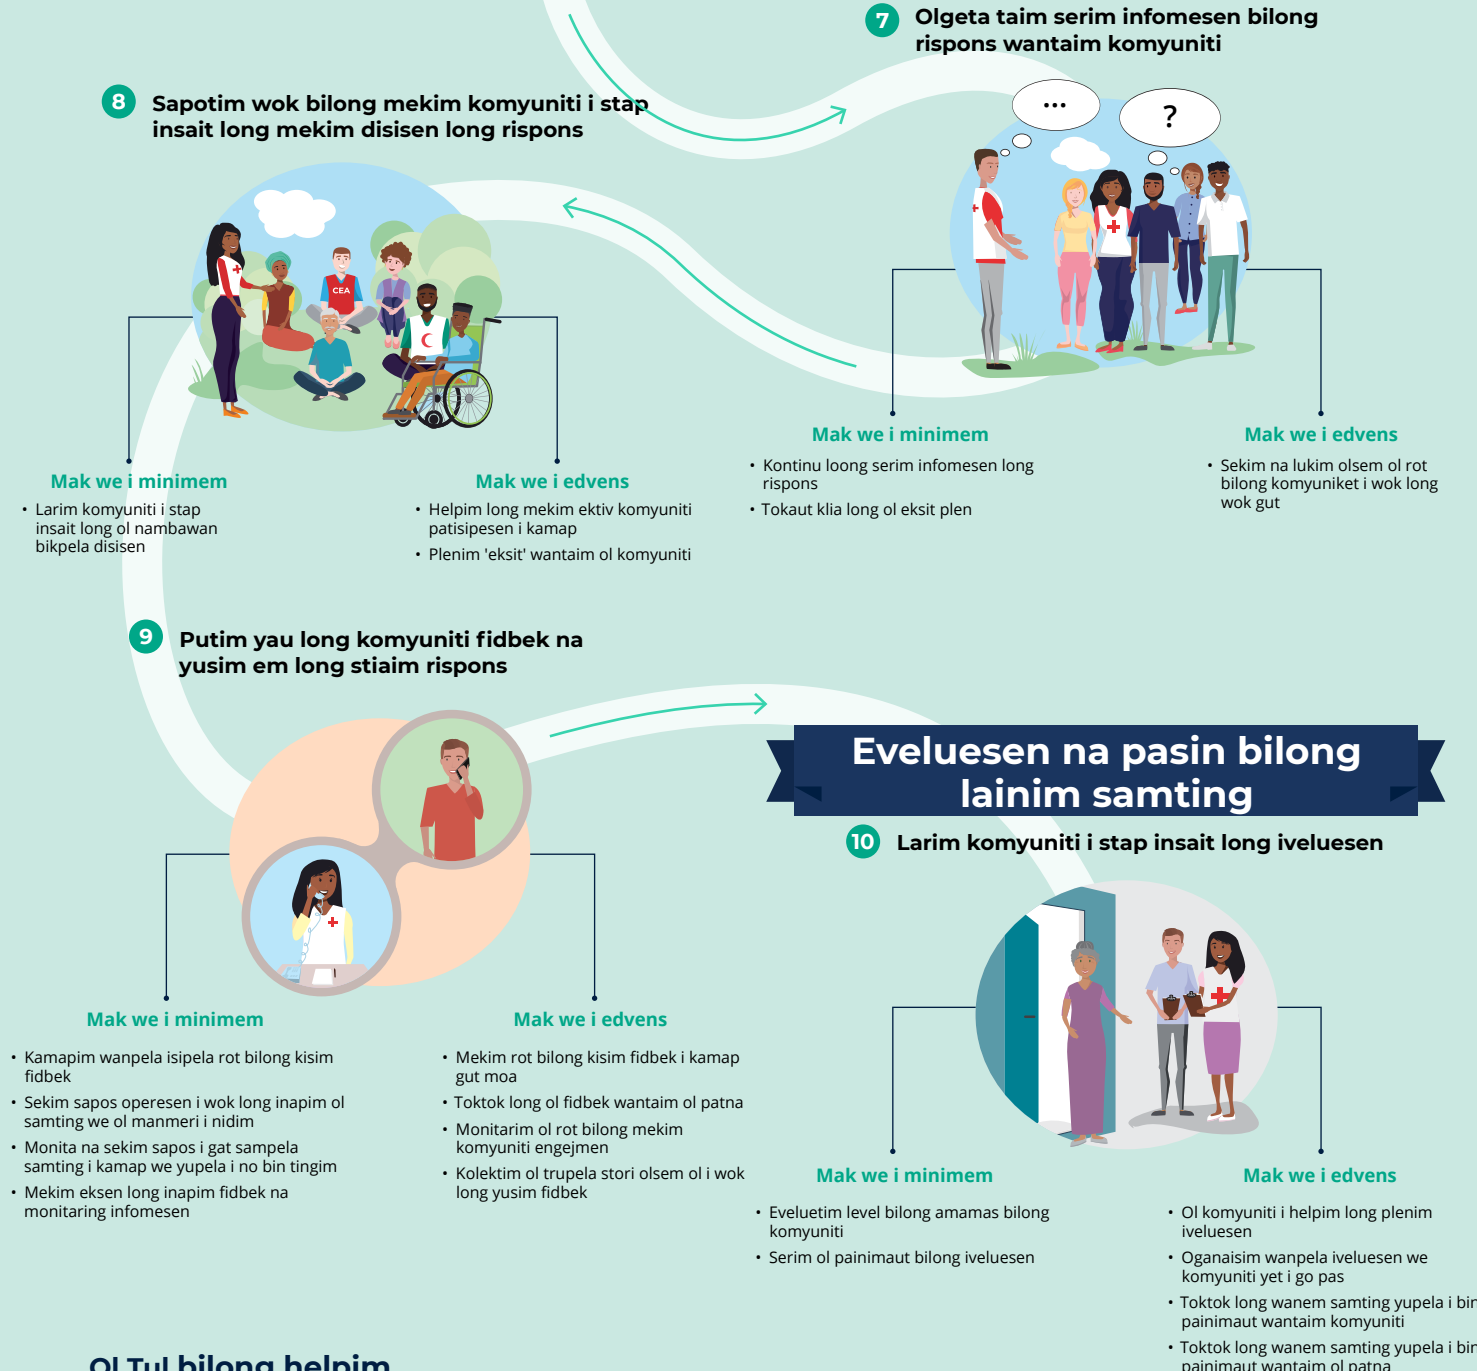 7 Olgeta taim serim infomesen bilong
rispons wantaim komyuniti
...
?
Mak we i minimem
• Kontinu loong serim infomesen long
rispons
• Tokaut klia long ol eksit plen
Mak we i edvens
• Sekim na lukim olsem ol rot
bilong komyuniket i wok long
wok gut
8 Sapotim wok bilong mekim komyuniti i stap
insait long mekim disisen long rispons
CEA
Mak we i minimem
• Larim komyuniti i stap
insait long ol nambawan
bikpela disisen
Mak we i edvens
• Helpim long mekim ektiv komyuniti
patisipesen i kamap
• Plenim 'eksit' wantaim ol komyuniti
9 Putim yau long komyuniti fidbek na
yusim em long stiaim rispons
Mak we i minimem
• Kamapim wanpela isipela rot bilong kisim
fidbek
• Sekim sapos operesen i wok long inapim ol
samting we ol manmeri i nidim
• Monita na sekim sapos i gat sampela
samting i kamap we yupela i no bin tingim
• Mekim eksen long inapim fidbek na
monitaring infomesen
Mak we i edvens
• Mekim rot bilong kisim fidbek i kamap
gut moa
• Toktok long ol fidbek wantaim ol patna
• Monitarim ol rot bilong mekim
komyuniti engejmen
• Kolektim ol trupela stori olsem ol i wok
long yusim fidbek
Eveluesen na pasin bilong
lainim samting
10 Larim komyuniti i stap insait long iveluesen
Mak we i minimem
• Eveluetim level bilong amamas bilong
komyuniti
• Serim ol painimaut bilong iveluesen
Mak we i edvens
• Ol komyuniti i helpim long plenim
iveluesen
• Oganaisim wanpela iveluesen we
komyuniti yet i go pas
• Toktok long wanem samting yupela i bin
painimaut wantaim komyuniti
• Toktok long wanem samting yupela i bin
painimaut wantaim ol patna
Ol Tul bilong helpim